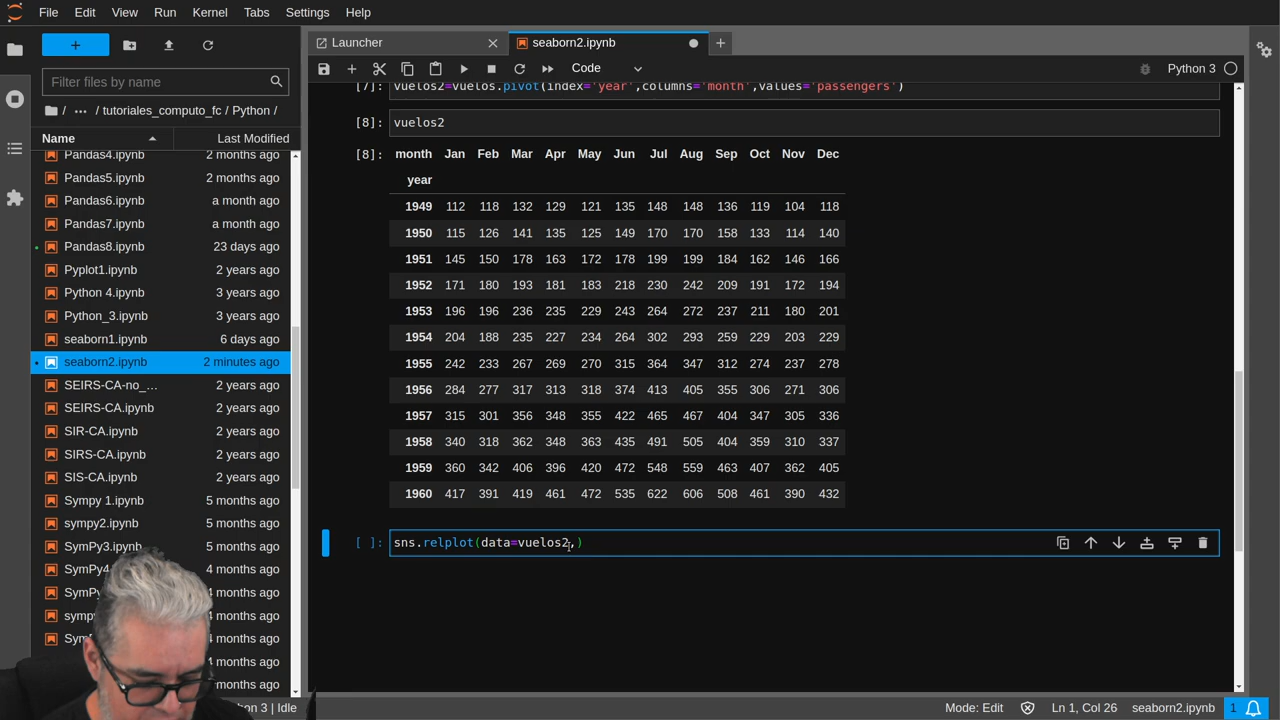 File Edit View Run Kernel Tabs Settings Help
Launcher
seaborn2.ipynb
Code
Python 3
Filter files by name
/ … / tutoriales_computo_fc / Python /
Name Last Modified
Pandas4.ipynb 2 months ago
Pandas5.ipynb 2 months ago
Pandas6.ipynb a month ago
Pandas7.ipynb a month ago
Pandas8.ipynb 23 days ago
Pyplot1.ipynb 2 years ago
Python 4.ipynb 3 years ago
Python_3.ipynb 3 years ago
seaborn1.ipynb 6 days ago
seaborn2.ipynb 2 minutes ago
SEIRS-CA-no_… 2 years ago
SEIRS-CA.ipynb 2 years ago
SIR-CA.ipynb 2 years ago
SIRS-CA.ipynb 2 years ago
SIS-CA.ipynb 2 years ago
Sympy 1.ipynb 5 months ago
sympy2.ipynb 5 months ago
SymPy3.ipynb 5 months ago
months ago
months ago
months ago
months ago
months ago
months ago
[7]: vuelos2=vuelos.pivot(index='year',columns='month',values='passengers')
[8]: vuelos2
[8]: month Jan Feb Mar Apr May Jun Jul Aug Sep Oct Nov Dec
year
1949 112 118 132 129 121 135 148 148 136 119 104 118
1950 115 126 141 135 125 149 170 170 158 133 114 140
1951 145 150 178 163 172 178 199 199 184 162 146 166
1952 171 180 193 181 183 218 230 242 209 191 172 194
1953 196 196 236 235 229 243 264 272 237 211 180 201
1954 204 188 235 227 234 264 302 293 259 229 203 229
1955 242 233 267 269 270 315 364 347 312 274 237 278
1956 284 277 317 313 318 374 413 405 355 306 271 306
1957 315 301 356 348 355 422 465 467 404 347 305 336
1958 340 318 362 348 363 435 491 505 404 359 310 337
1959 360 342 406 396 420 472 548 559 463 407 362 405
1960 417 391 419 461 472 535 622 606 508 461 390 432
[ ]: sns.relplot(data=vuelos2,)
3 | Idle
Mode: Edit
Ln 1, Col 26
seaborn2.ipynb
1